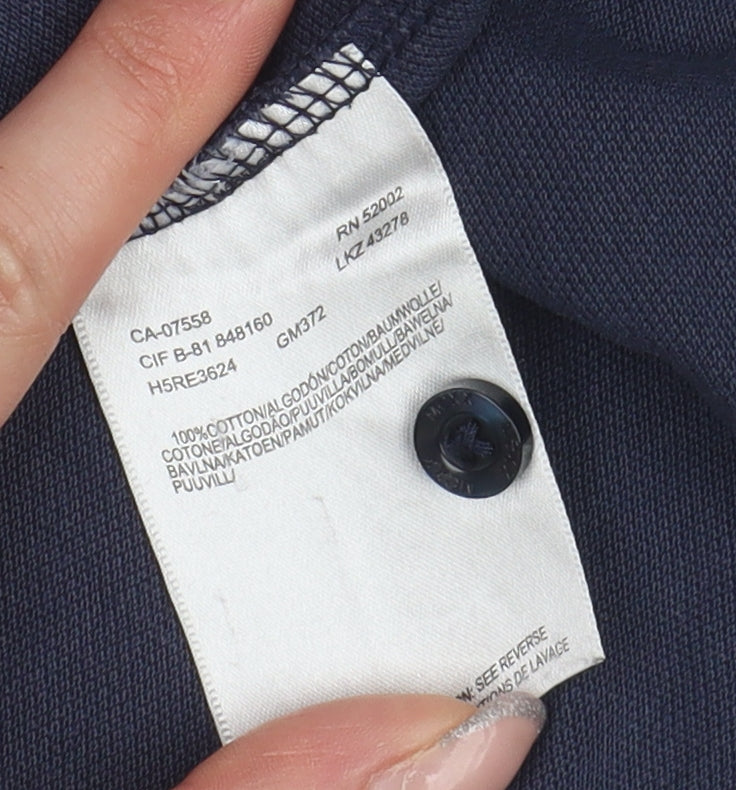 RN 52002
LKZ 43278
CA-07558
CIF B-81 848160 GM372
H5RE3624
100%COTTON/ALGODÓN/COTON/BAUMWOLLE/
COTONE/ALGODÃO/PUUVILLA/BOMULL/BAWEŁNA/
BAVLNA/KATOEN/PAMUT/KOKVILNA/MEDVILNĖ/
PUUVILL/
SEE REVERSE
DE LAVAGE